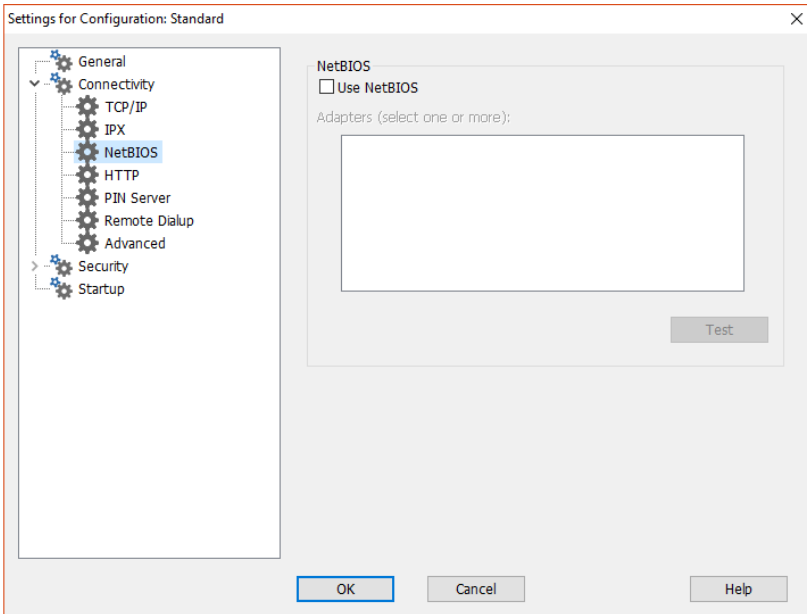 Settings for Configuration: Standard
General
Connectivity
TCP/IP
IPX
NetBIOS
HTTP
PIN Server
Remote Dialup
Advanced
Security
Startup
NetBIOS
Use NetBIOS
Adapters (select one or more):
Test
OK
Cancel
Help